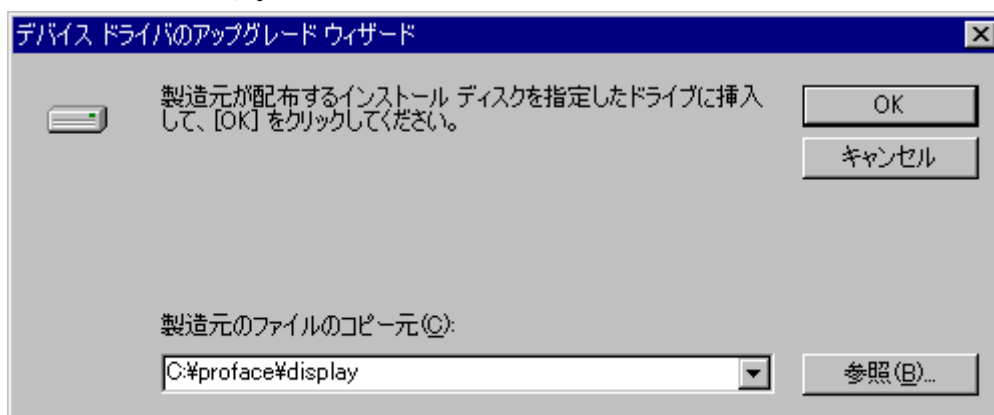 デバイス ドライバのアップグレード ウィザード
製造元が配布するインストール ディスクを指定したドライブに挿入
して、[OK] をクリックしてください。
OK
キャンセル
製造元のファイルのコピー元(C):
C:¥proface¥display
参照(B)...